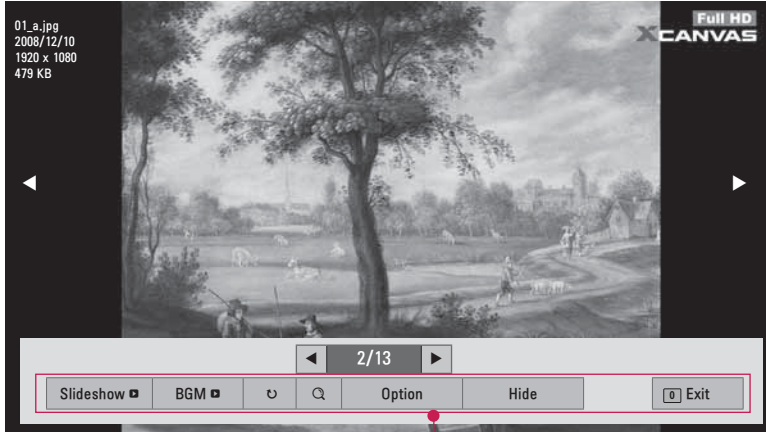 01_a.jpg
2008/12/10
1920 x 1080
479 KB
Full HD
XCANVAS
2/13
Slideshow BGM Option Hide 0 Exit